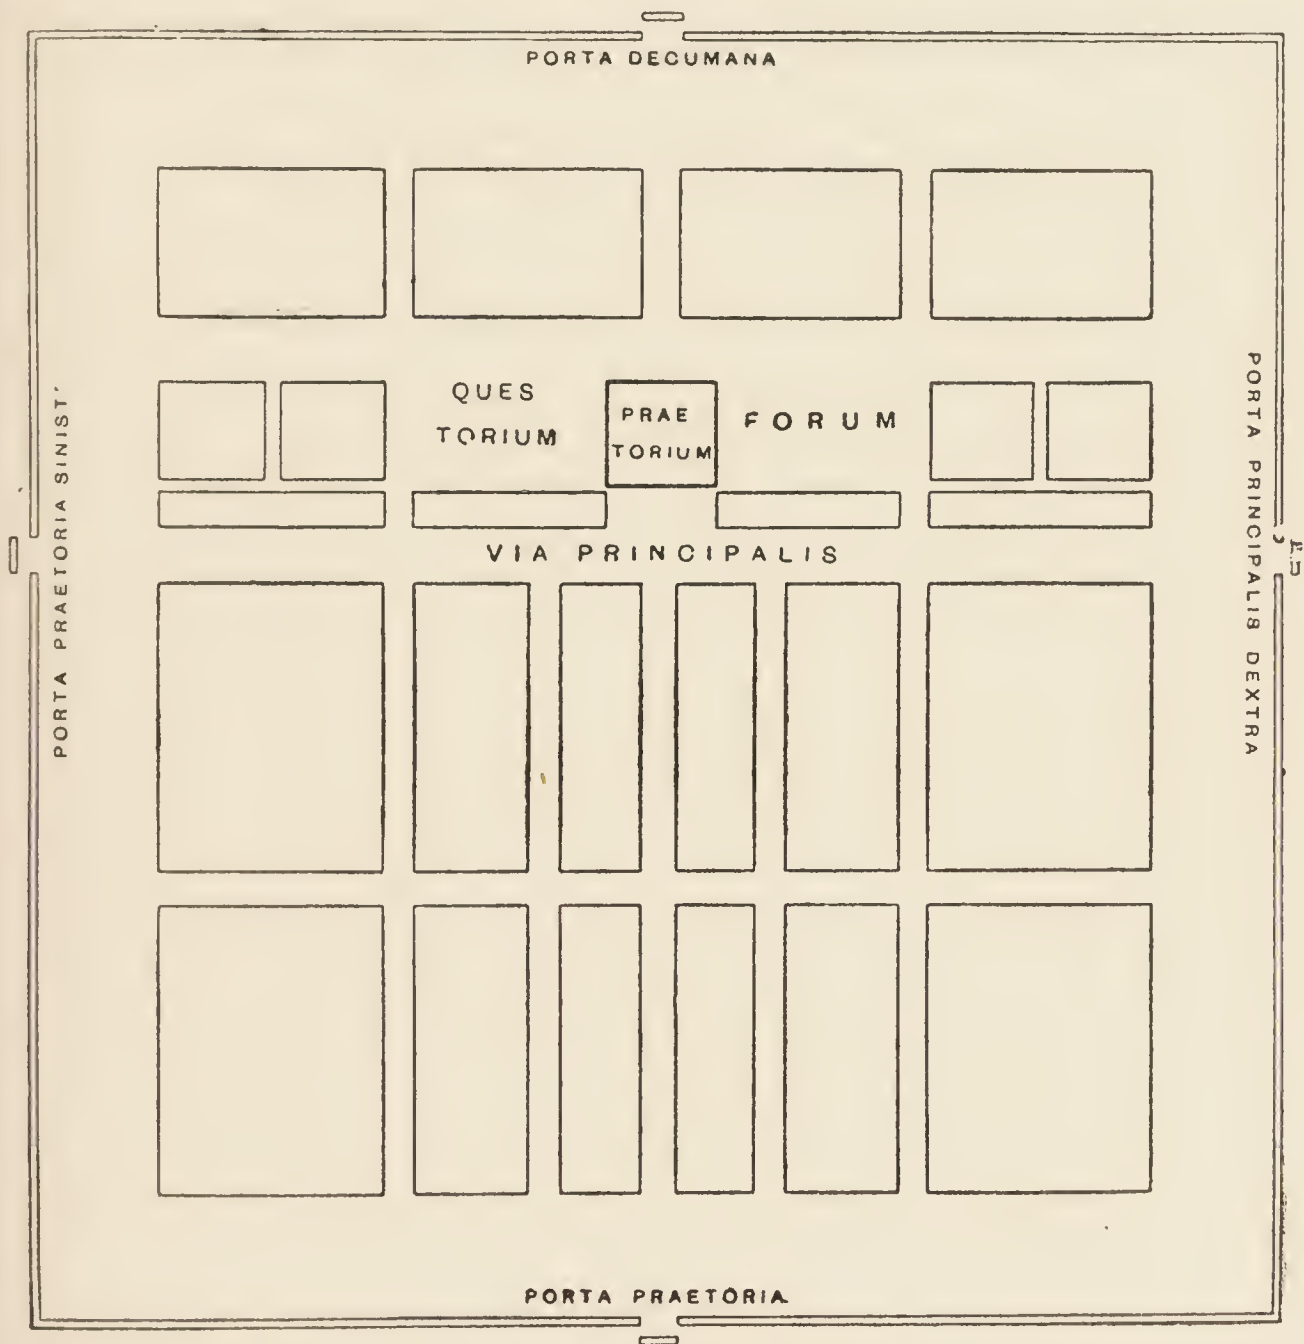 PORTA DECUMANA
PORTA PRAETORIA SINIST'
QUES
TORIUM
PRAE
TORIUM
FORUM
PORTA PRINCIPALIS DEXTRA
VIA PRINCIPALIS
PORTA PRAETORIA